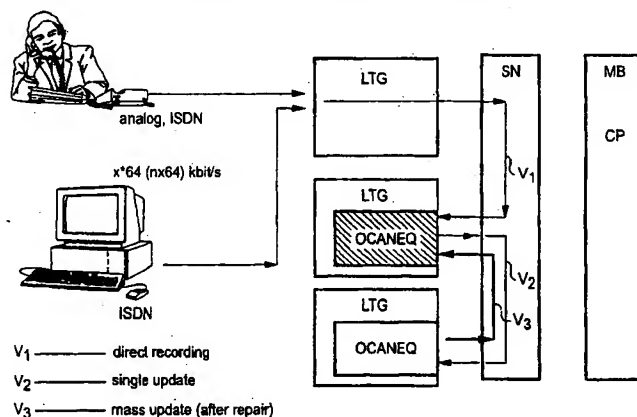 LTG
SN
MB
CP
analog, ISDN
x*64 (nx64) kbit/s
V1
LTG
OCANEQ
V2
ISDN
LTG
V3
OCANEQ
V1 direct recording
V2 single update
V3 mass update (after repair)